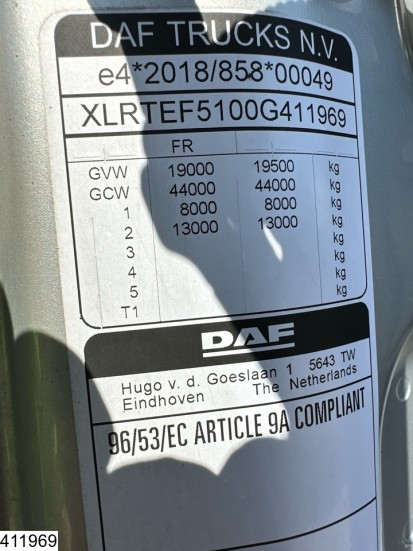 DAF TRUCKS N.V.
e4*2018/858*00049
XLRTEF5100G411969
FR
GVW 19000 19500 kg
GCW 44000 44000 kg
1 8000 8000 kg
2 13000 13000 kg
3 kg
4 kg
5 kg
T1 kg
DAF
Hugo v. d. Goeslaan 1 5643 TW
Eindhoven The Netherlands
96/53/EC ARTICLE 9A COMPLIANT
411969